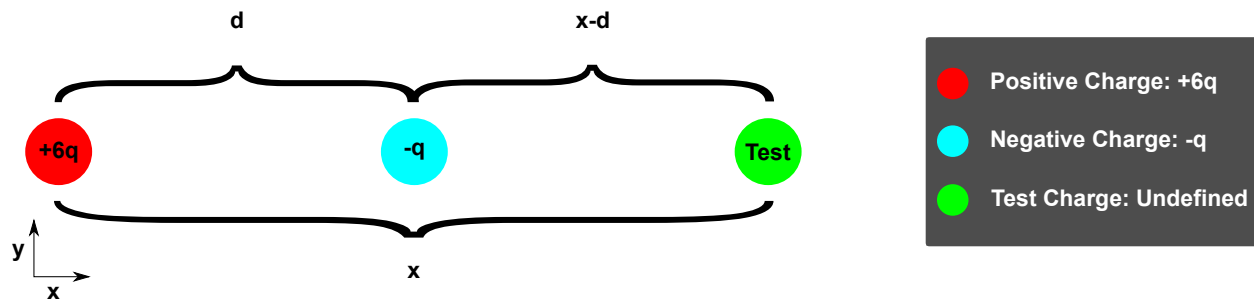 d
x-d
+6q
-q
Test
x
y
x
Positive Charge: +6q
Negative Charge: -q
Test Charge: Undefined